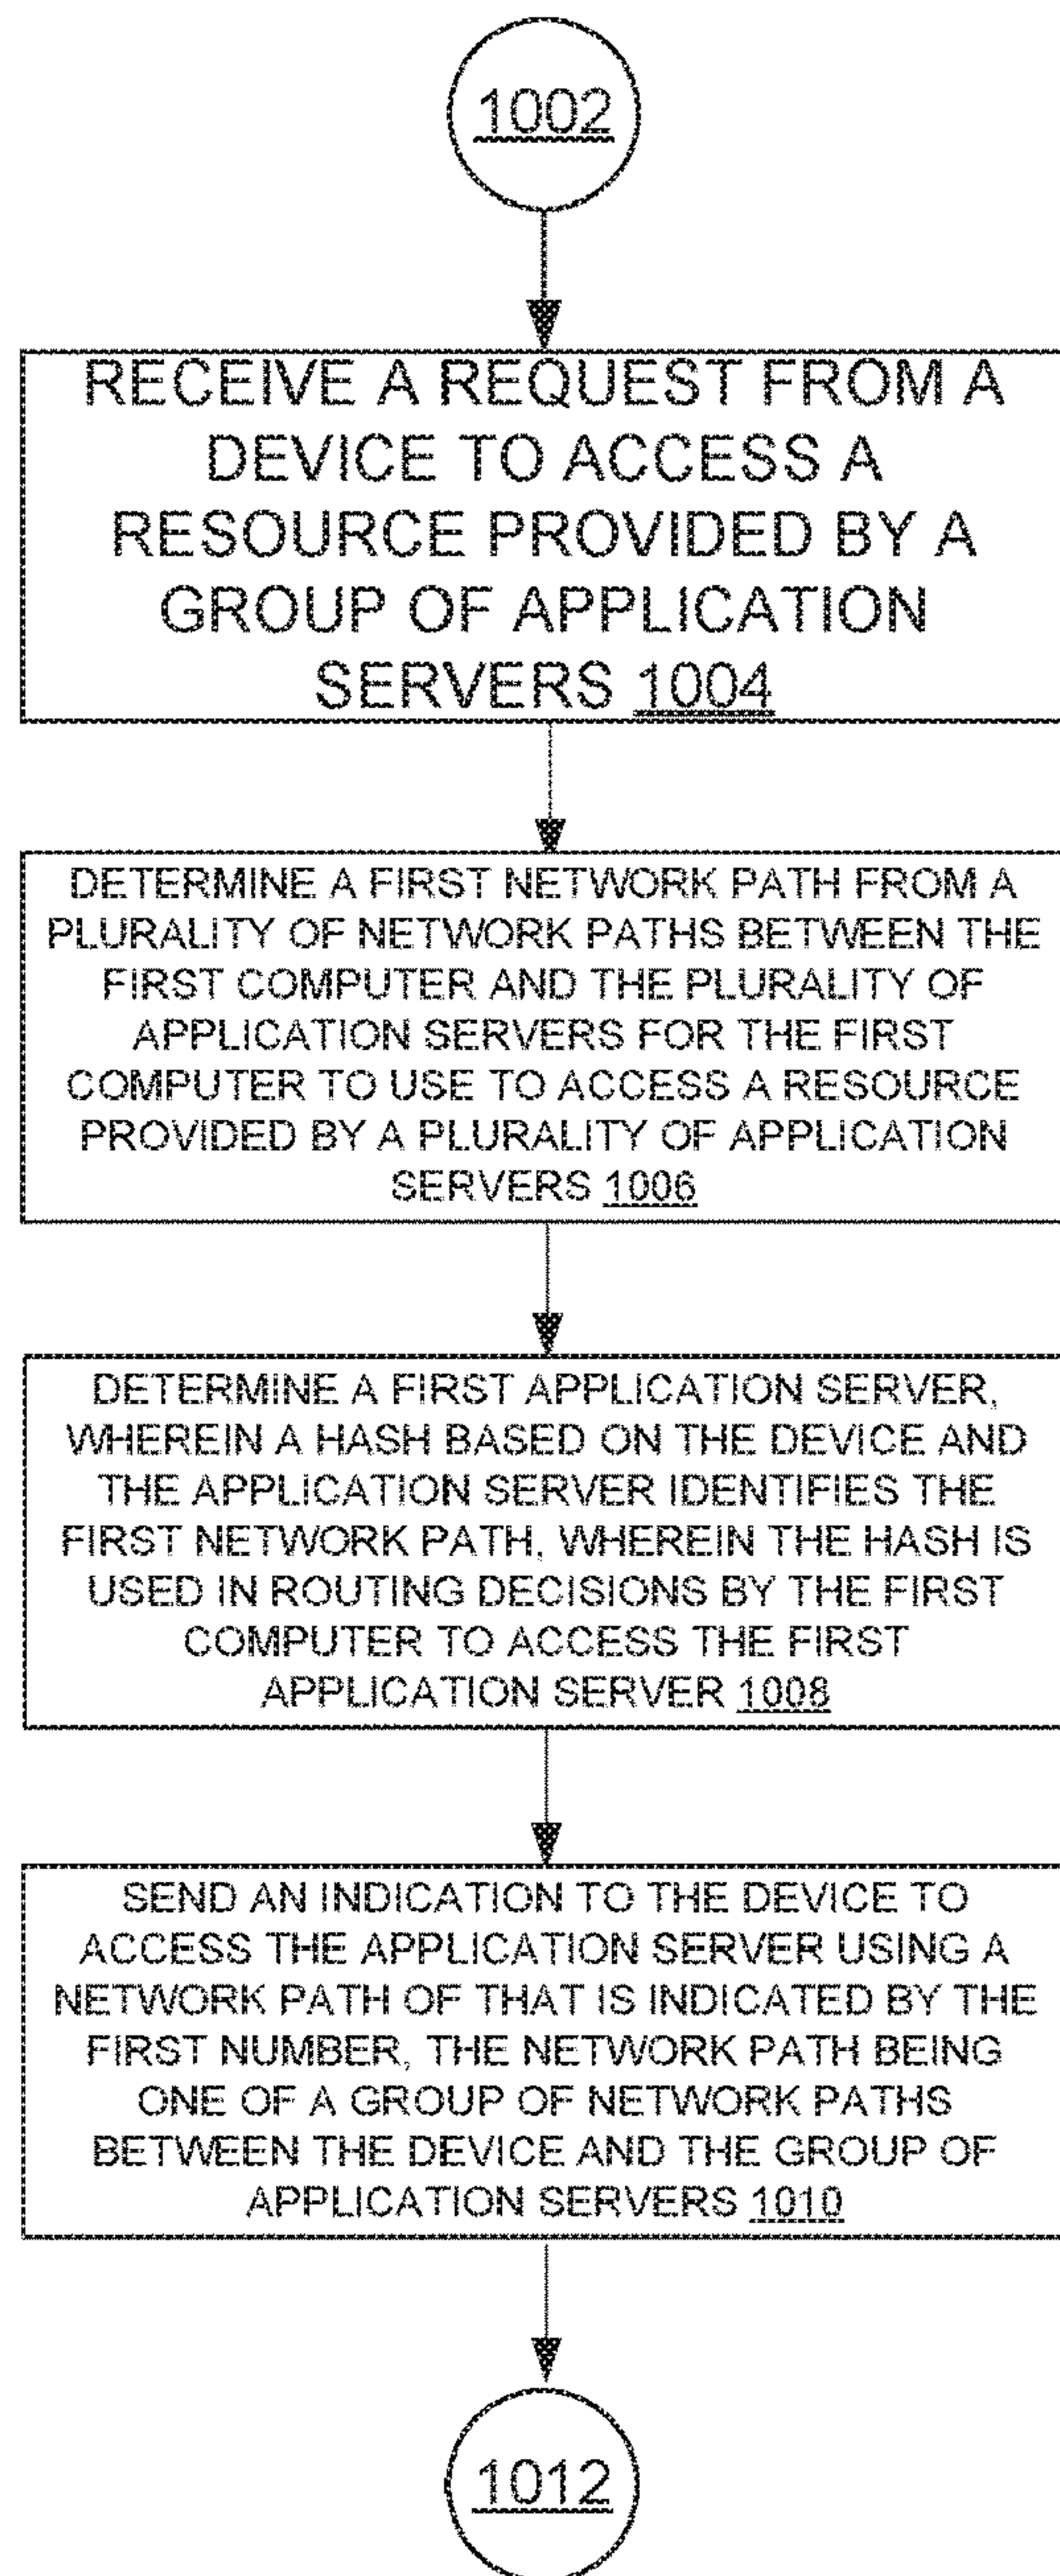 1002
RECEIVE A REQUEST FROM A
DEVICE TO ACCESS A
RESOURCE PROVIDED BY A
GROUP OF APPLICATION
SERVERS 1004
DETERMINE A FIRST NETWORK PATH FROM A
PLURALITY OF NETWORK PATHS BETWEEN THE
FIRST COMPUTER AND THE PLURALITY OF
APPLICATION SERVERS FOR THE FIRST
COMPUTER TO USE TO ACCESS A RESOURCE
PROVIDED BY A PLURALITY OF APPLICATION
SERVERS 1006
DETERMINE A FIRST APPLICATION SERVER,
WHEREIN A HASH BASED ON THE DEVICE AND
THE APPLICATION SERVER IDENTIFIES THE
FIRST NETWORK PATH, WHEREIN THE HASH IS
USED IN ROUTING DECISIONS BY THE FIRST
COMPUTER TO ACCESS THE FIRST
APPLICATION SERVER 1008
SEND AN INDICATION TO THE DEVICE TO
ACCESS THE APPLICATION SERVER USING A
NETWORK PATH OF THAT IS INDICATED BY THE
FIRST NUMBER, THE NETWORK PATH BEING
ONE OF A GROUP OF NETWORK PATHS
BETWEEN THE DEVICE AND THE GROUP OF
APPLICATION SERVERS 1010
1012